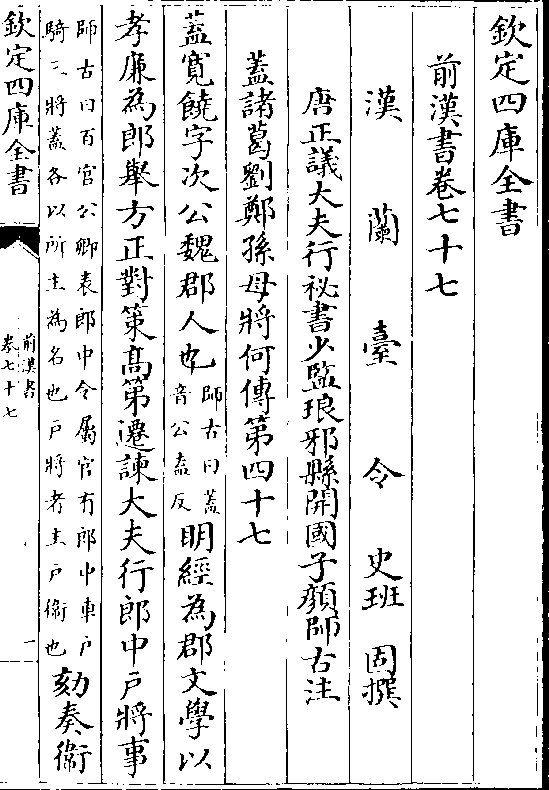 欽定四庫全書
前漢書卷七十七
漢蘭臺令史班固撰
唐正議大夫行祕書少監琅邪縣開國子顔師古注
蓋諸葛劉鄭孫毋將何傳第四十七
蓋寛饒字次公魏郡人也師古曰蓋音公盍反明經為郡文學以
孝廉為郎舉方正對策髙第遷諫大夫行郎中戶將事
師古曰百官公卿表郎中令屬官有郎中車戶騎三將蓋各以所主為名也戶將者主戶衛也劾奏衛
欽定四庫全書
前漢書
卷七十七
一